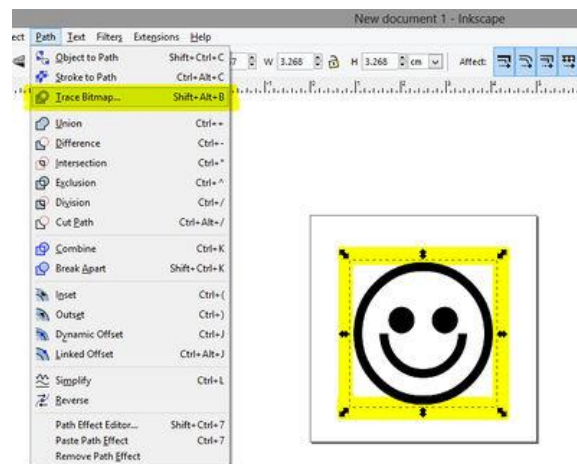 New document 1 - Inkscape
ect Path Text Filters Extensions Help
7 W 3.268 H 3.268 cm Affect:
Object to Path Shift+Ctrl+C
Stroke to Path Ctrl+Alt+C
Trace Bitmap... Shift+Alt+B
Union Ctrl++
Difference Ctrl+-
Intersection Ctrl+*
Exclusion Ctrl+^
Division Ctrl+/
Cut Path Ctrl+Alt+/
Combine Ctrl+K
Break Apart Shift+Ctrl+K
Inset Ctrl+(
Outset Ctrl+)
Dynamic Offset Ctrl+J
Linked Offset Ctrl+Alt+J
Simplify Ctrl+L
Reverse
Path Effect Editor... Shift+Ctrl+7
Paste Path Effect Ctrl+7
Remove Path Effect